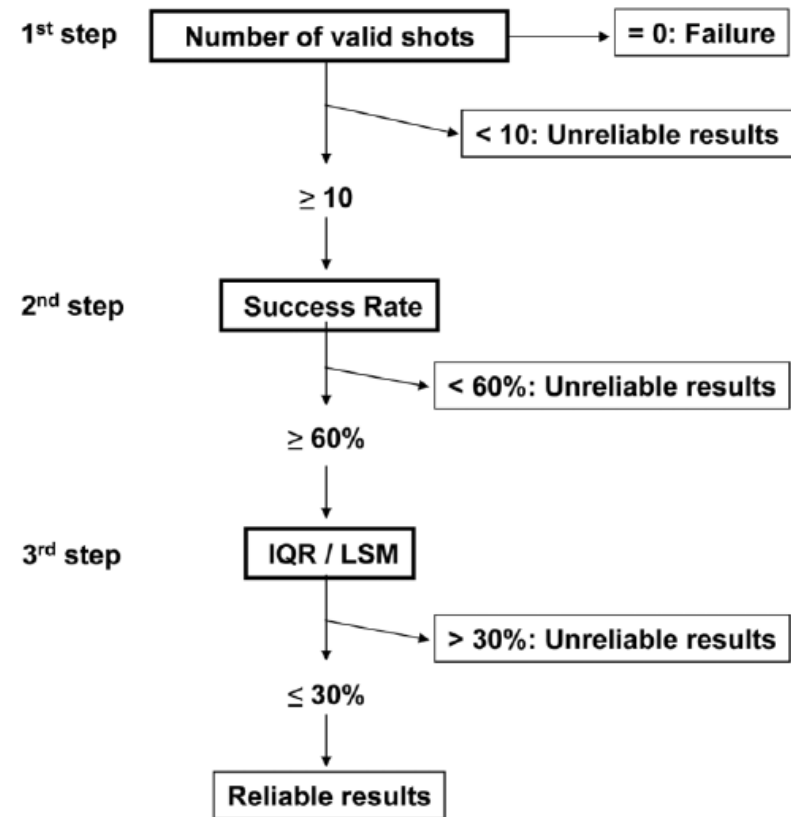 1st step
Number of valid shots
= 0: Failure
< 10: Unreliable results
≥ 10
2nd step
Success Rate
< 60%: Unreliable results
≥ 60%
3rd step
IQR / LSM
> 30%: Unreliable results
≤ 30%
Reliable results